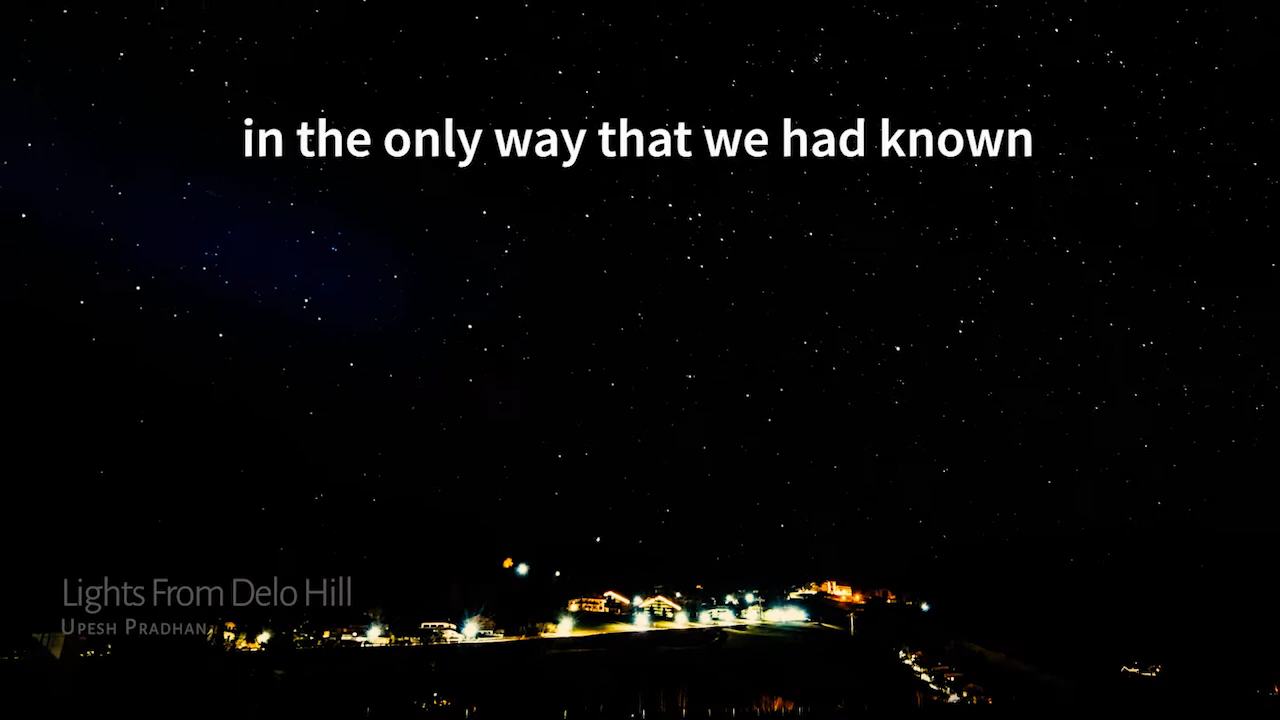 in the only way that we had known
Lights From Delo Hill
Upesh Pradhan